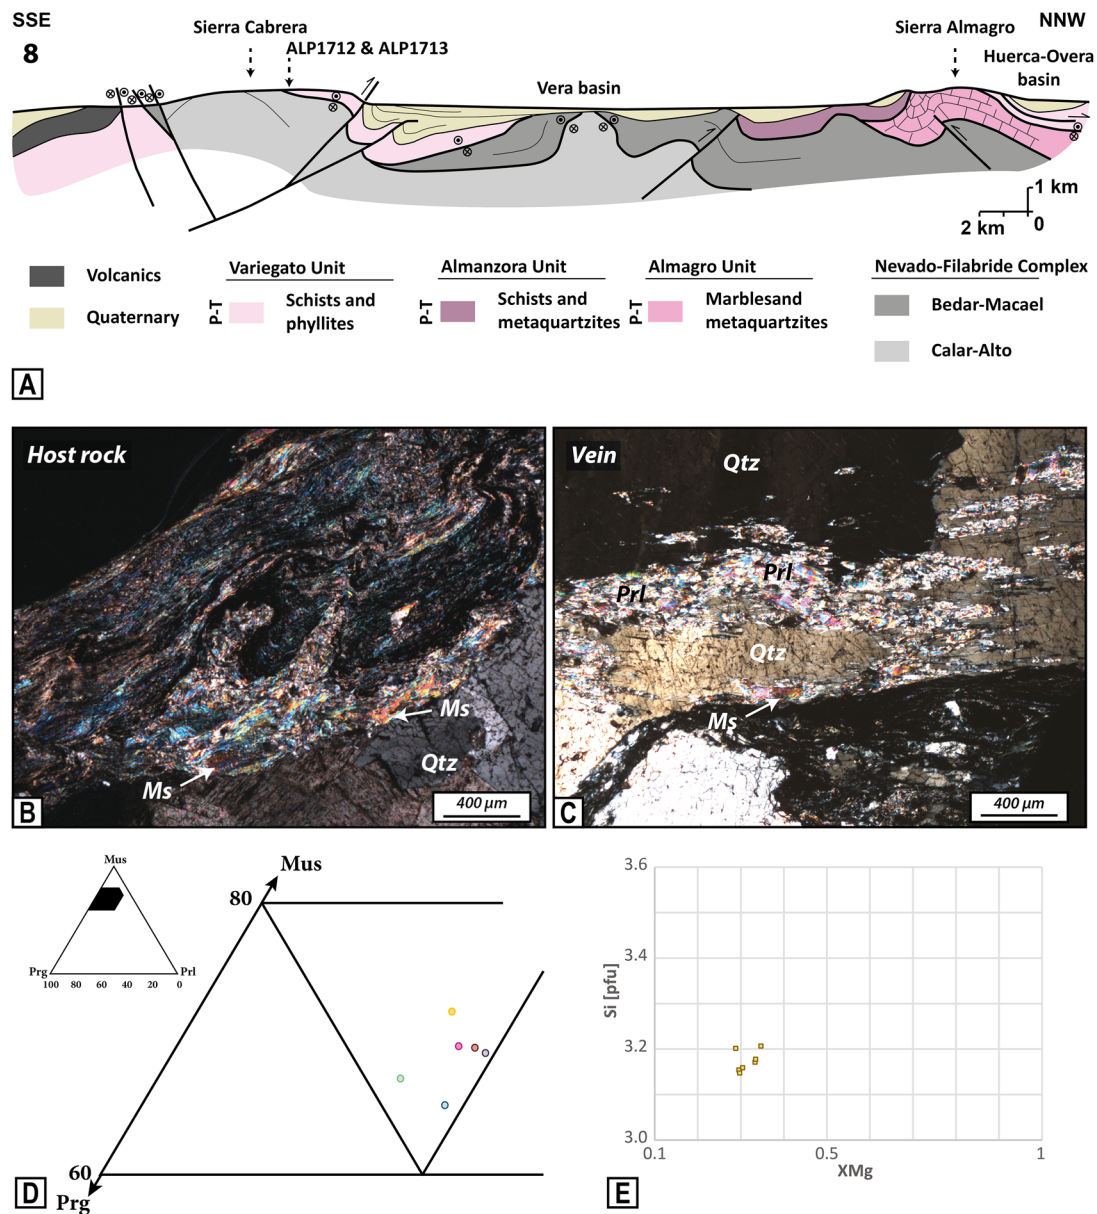 SSE
NNW
8
Sierra Cabrera
ALP1712 & ALP1713
Vera basin
Sierra Almagro
Huerca-Overa
basin
1 km
2 km
0
Volcanics
Quaternary
Variegato Unit
P-T
Schists and
phyllites
Almanzora Unit
P-T
Schists and
metaquartzites
Almagro Unit
P-T
Marblesand
metaquartzites
Nevado-Filabride Complex
Bedar-Macael
Calar-Alto
A
Host rock
Ms
Ms
Qtz
400 µm
B
Vein
Qtz
Prl
Prl
Qtz
Ms
400 µm
C
Mus
Prg
Prl
100 80 60 40 20 0
Mus
80
60
Prg
D
3.6
3.4
3.2
3.0
Si [pfu]
0.1
0.5
1
XMg
E